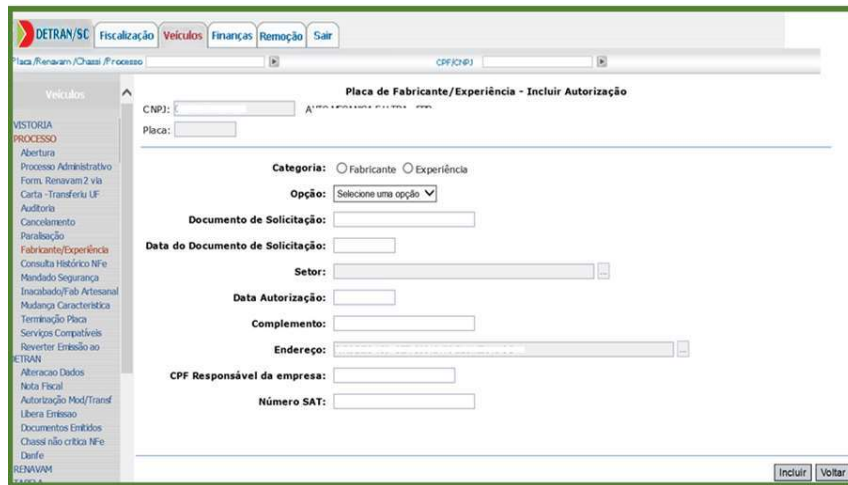 DETRAN/SC Fiscalização Veículos Finanças Remoção Sair
Placa /Renavam /Chassi /Processo CPF/CNPJ
Veículos
Placa de Fabricante/Experiência - Incluir Autorização
CNPJ:
Placa:
VISTORIA
PROCESSO
Abertura
Processo Administrativo
Form. Renavam 2 via
Carta -Transferiu UF
Auditoria
Cancelamento
Paralisação
Fabricante/Experiência
Consulta Histórico NFe
Mandado Segurança
Inacabado/Fab Artesanal
Mudança Característica
Terminação Placa
Serviços Compatíveis
Reverter Emissão ao
DETRAN
Alteracao Dados
Nota Fiscal
Autorização Mod/Transf
Libera Emissao
Documentos Emitidos
Chassi não critica NFe
Danfe
RENAVAM
Categoria: Fabricante Experiência
Opção: Selecione uma opção
Documento de Solicitação:
Data do Documento de Solicitação:
Setor: ...
Data Autorização:
Complemento:
Endereço: ...
CPF Responsável da empresa:
Número SAT:
Incluir Voltar